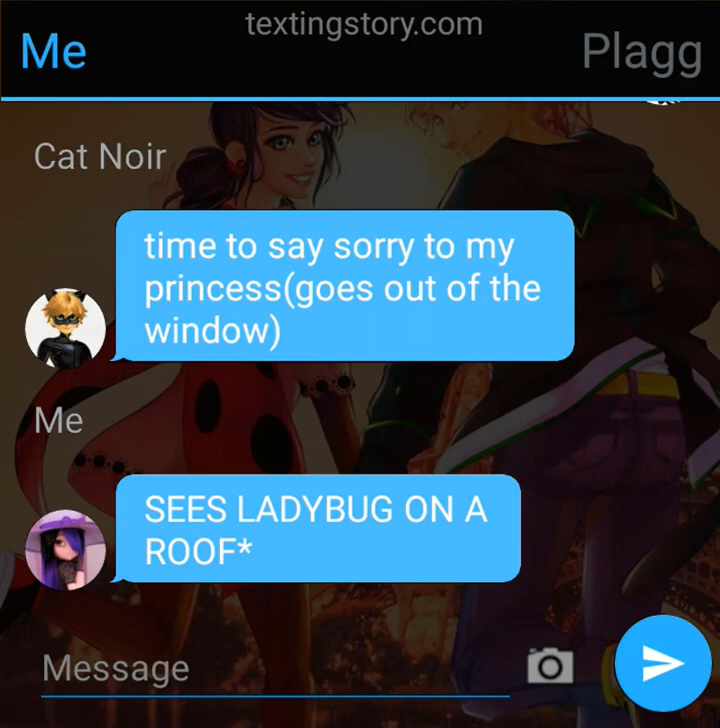 textingstory.com
Me
Plagg
Cat Noir
time to say sorry to my
princess(goes out of the
window)
Me
SEES LADYBUG ON A
ROOF*
Message